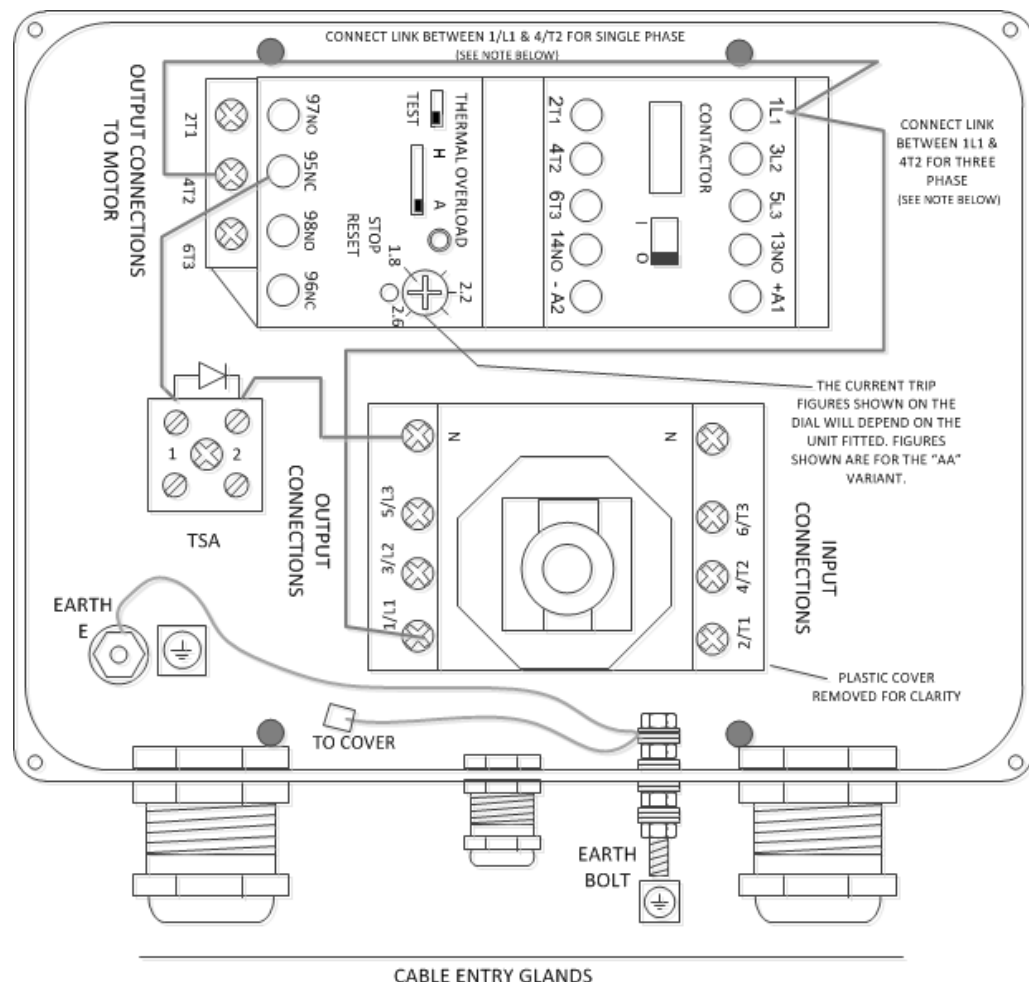 CONNECT LINK BETWEEN 1/L1 & 4/T2 FOR SINGLE PHASE
(SEE NOTE BELOW)
OUTPUT CONNECTIONS
TO MOTOR
2T1
4T2
6T3
97NO
95NC
98NO
96NC
TEST
THERMAL OVERLOAD
H
A
STOP
RESET
1.8
2.2
2.6
2T1
4T2
6T3
14NO
- A2
CONTACTOR
I
O
1L1
3L2
5L3
13NO
+A1
CONNECT LINK
BETWEEN 1L1 &
4T2 FOR THREE
PHASE
(SEE NOTE BELOW)
THE CURRENT TRIP
FIGURES SHOWN ON THE
DIAL WILL DEPEND ON THE
UNIT FITTED. FIGURES
SHOWN ARE FOR THE "AA"
VARIANT.
1
2
TSA
OUTPUT
CONNECTIONS
N
5/L3
3/L2
1/L1
N
6/T3
4/T2
2/T1
INPUT
CONNECTIONS
EARTH
E
PLASTIC COVER
REMOVED FOR CLARITY
TO COVER
EARTH
BOLT
CABLE ENTRY GLANDS